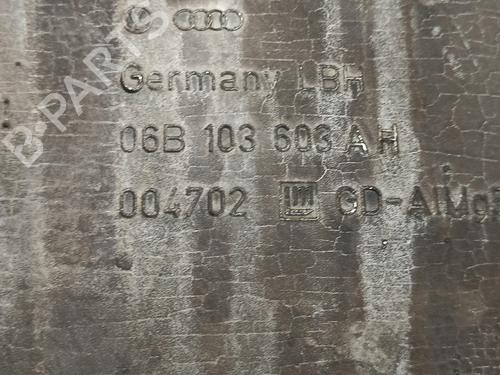 B-PARTS
Germany LBH
06B 103 603 AH
004702 GD-AlMg